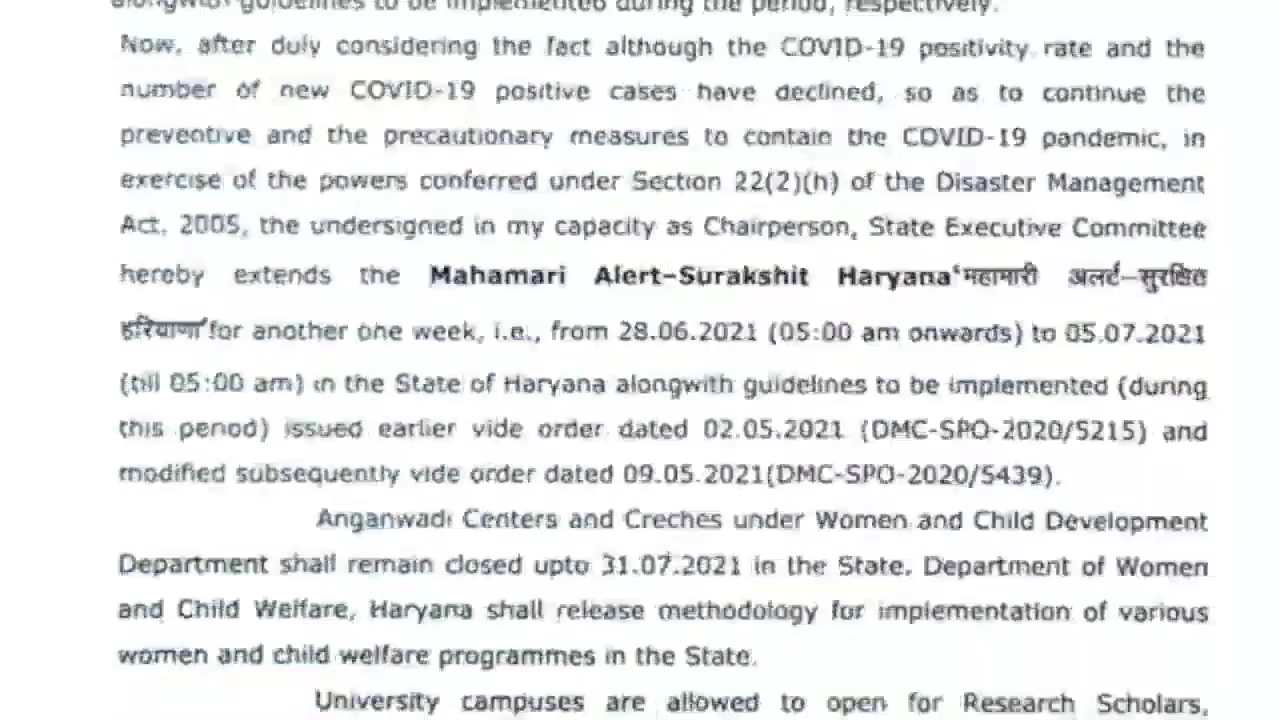 alongwith guidelines to be implemented during the period, respectively.
Now, after duly considering the fact although the COVID-19 positivity rate and the
number of new COVID-19 positive cases have declined, so as to continue the
preventive and the precautionary measures to contain the COVID-19 pandemic, in
exercise of the powers conferred under Section 22(2)(h) of the Disaster Management
Act, 2005, the undersigned in my capacity as Chairperson, State Executive Committee
hereby extends the Mahamari Alert-Surakshit Haryana‘महामारी अलर्ट–सुरक्षित
हरियाणा’for another one week, i.e., from 28.06.2021 (05:00 am onwards) to 05.07.2021
(till 05:00 am) in the State of Haryana alongwith guidelines to be implemented (during
this period) issued earlier vide order dated 02.05.2021 (DMC-SPO-2020/5215) and
modified subsequently vide order dated 09.05.2021(DMC-SPO-2020/5439).
Anganwadi Centers and Creches under Women and Child Development
Department shall remain closed upto 31.07.2021 in the State. Department of Women
and Child Welfare, Haryana shall release methodology for implementation of various
women and child welfare programmes in the State.
University campuses are allowed to open for Research Scholars,